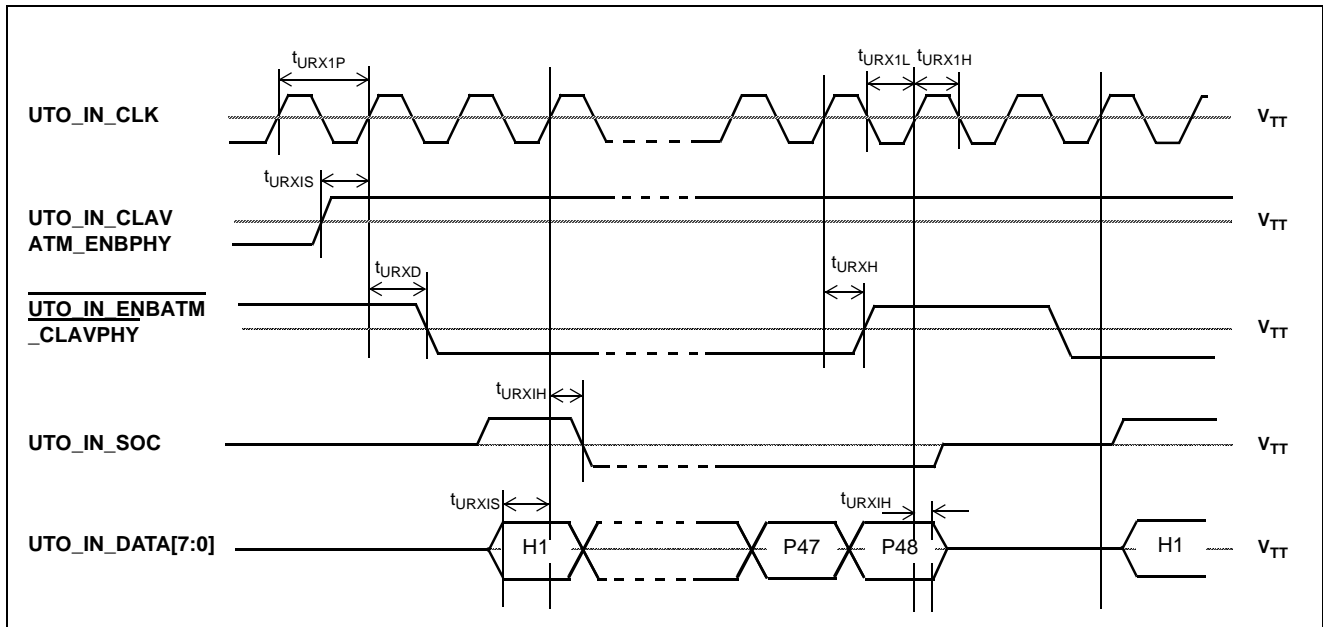 tURX1P
tURX1L
tURX1H
UTO_IN_CLK
VTT
tURXIS
UTO_IN_CLAV
ATM_ENBPHY
VTT
tURXD
tURXH
UTO_IN_ENBATM
_CLAVPHY
VTT
tURXIH
UTO_IN_SOC
VTT
tURXIS
tURXIH
UTO_IN_DATA[7:0]
H1
P47
P48
H1
VTT